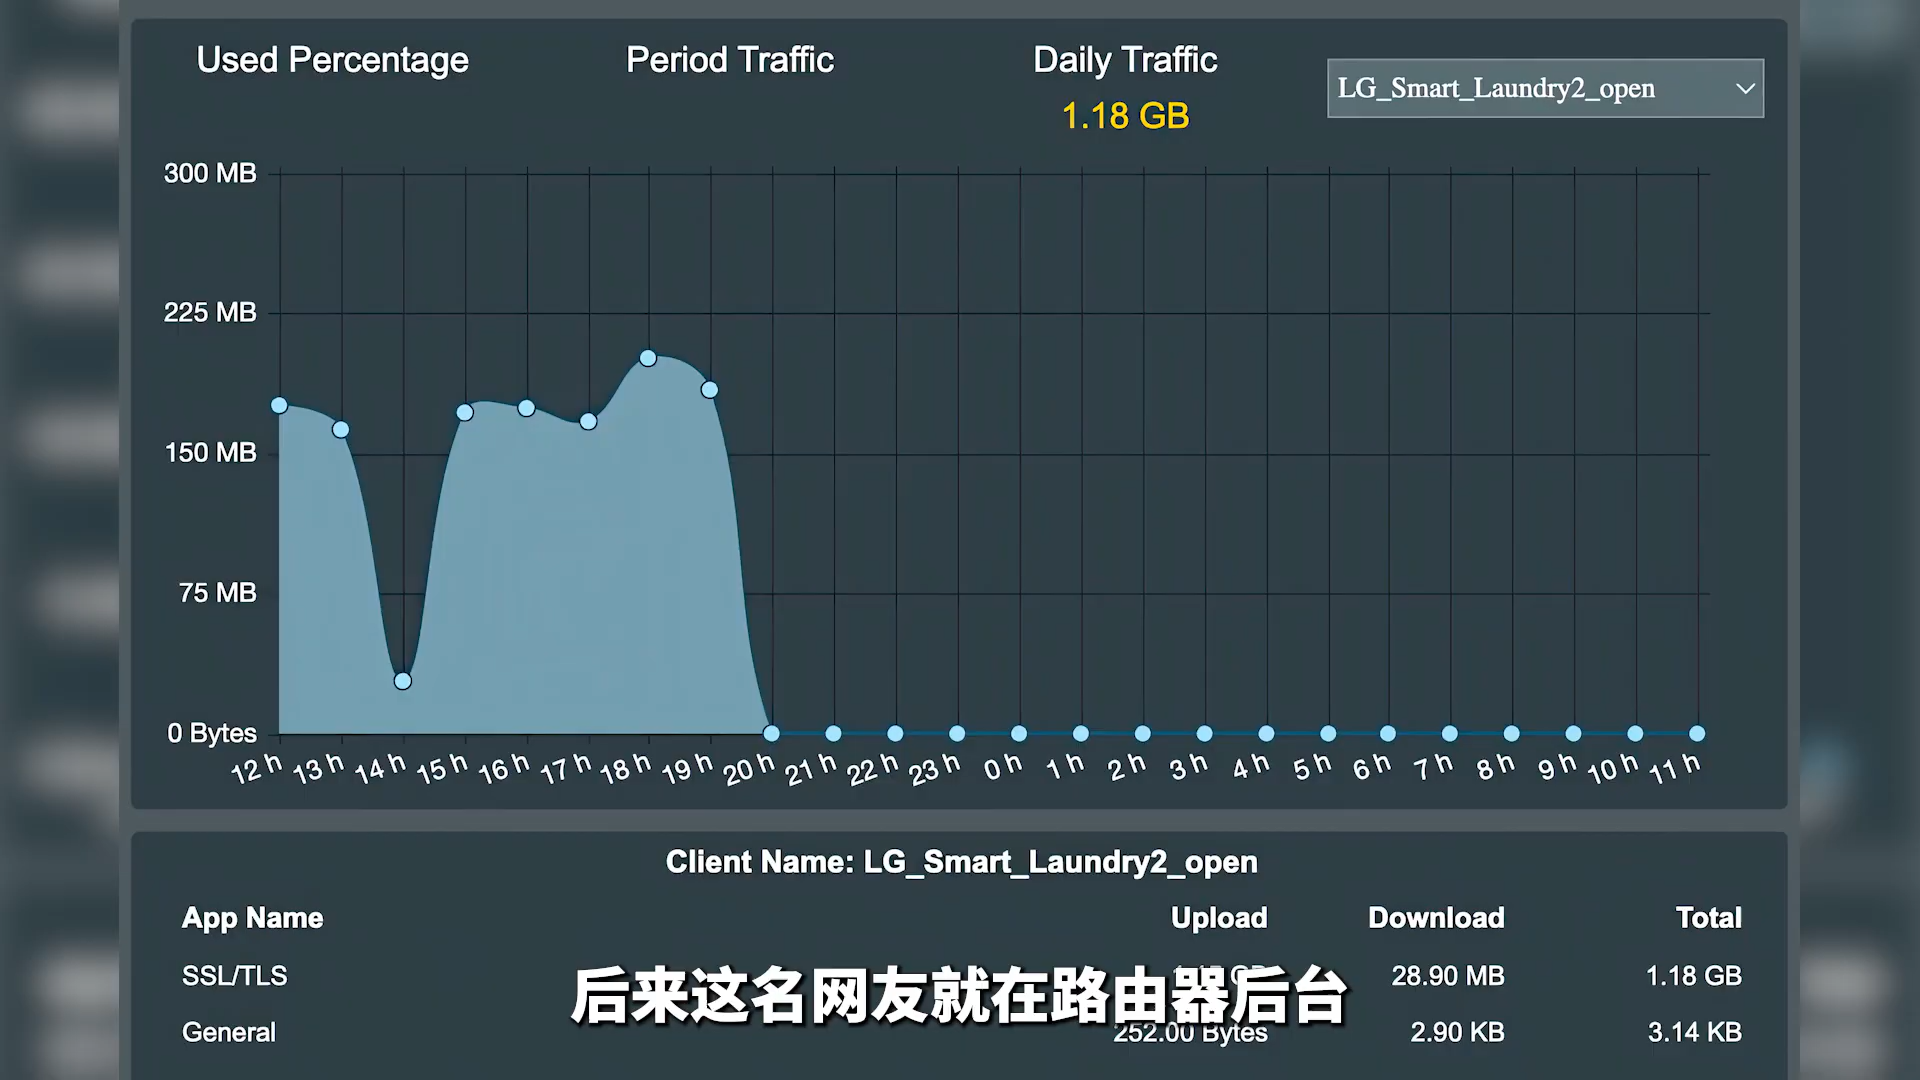 Used Percentage
Period Traffic
Daily Traffic
1.18 GB
LG_Smart_Laundry2_open
300 MB
225 MB
150 MB
75 MB
0 Bytes
12 h 13 h 14 h 15 h 16 h 17 h 18 h 19 h 20 h 21 h 22 h 23 h 0 h 1 h 2 h 3 h 4 h 5 h 6 h 7 h 8 h 9 h 10 h 11 h
Client Name: LG_Smart_Laundry2_open
App Name Upload Download Total
SSL/TLS 28.90 MB 1.18 GB
后来这名网友就在路由器后台
General 252.00 Bytes 2.90 KB 3.14 KB